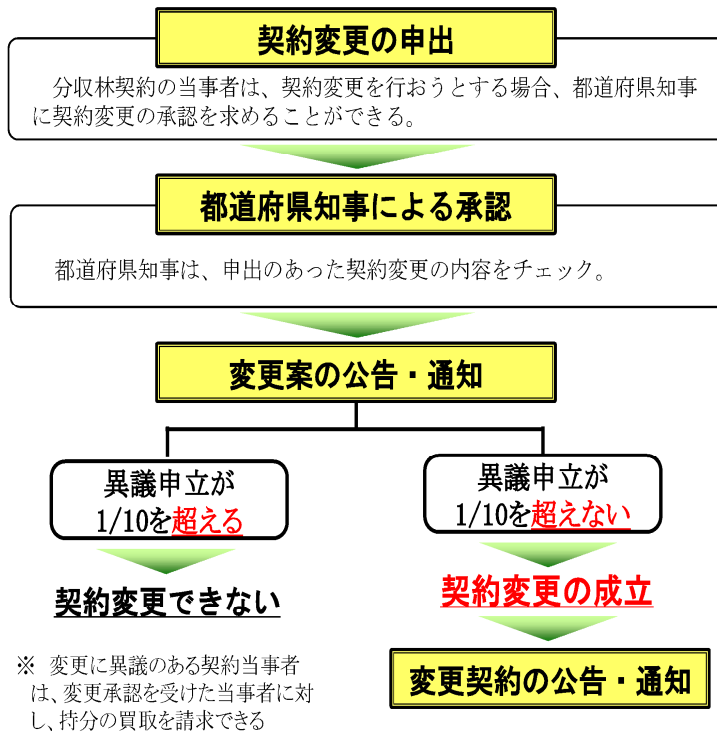 契約変更の申出
分収林契約の当事者は、契約変更を行おうとする場合、都道府県知事
に契約変更の承認を求めることができる。
都道府県知事による承認
都道府県知事は、申出のあった契約変更の内容をチェック。
変更案の公告・通知
異議申立が
1/10を超える
契約変更できない
※ 変更に異議のある契約当事者
は、変更承認を受けた当事者に対
し、持分の買取を請求できる
異議申立が
1/10を超えない
契約変更の成立
変更契約の公告・通知